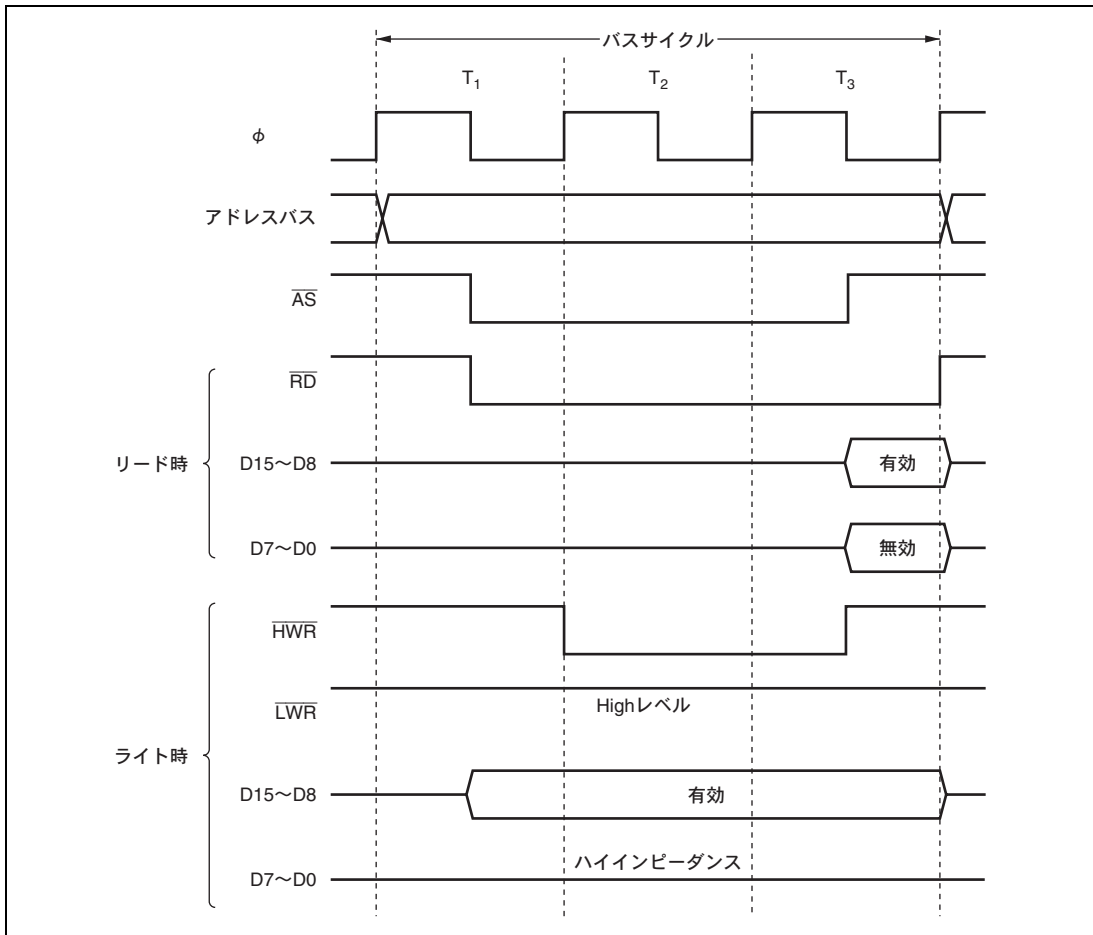 バスサイクル
T1 T2 T3
φ
アドレスバス
AS
RD
リード時
D15～D8 有効
D7～D0 無効
HWR
LWR Highレベル
ライト時
D15～D8 有効
D7～D0 ハイインピーダンス